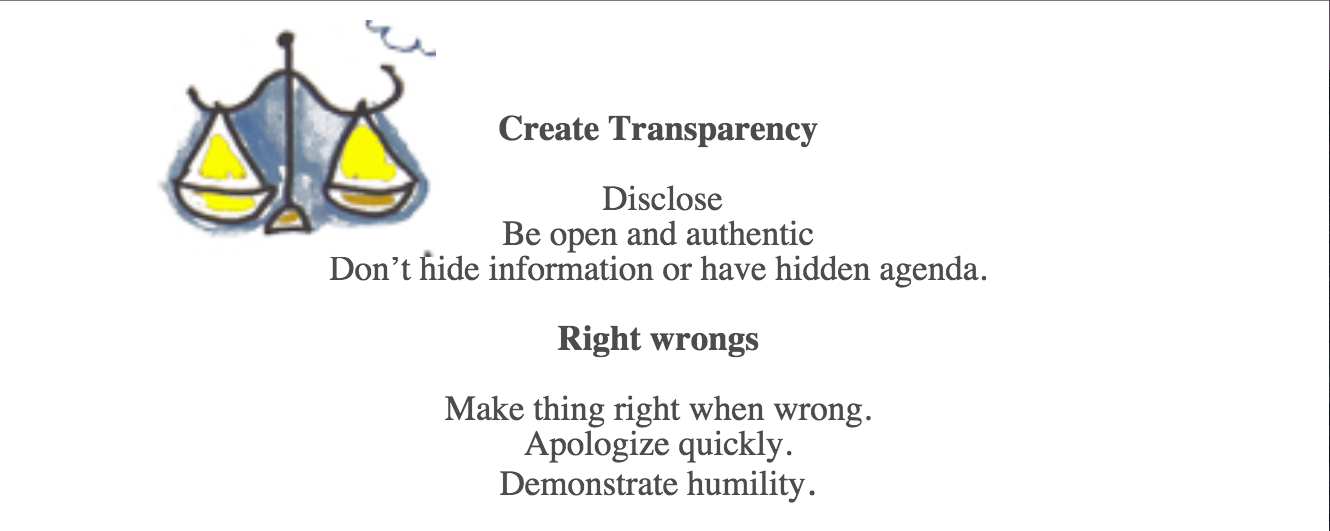 Create Transparency
Disclose
Be open and authentic
Don’t hide information or have hidden agenda.
Right wrongs
Make thing right when wrong.
Apologize quickly.
Demonstrate humility.